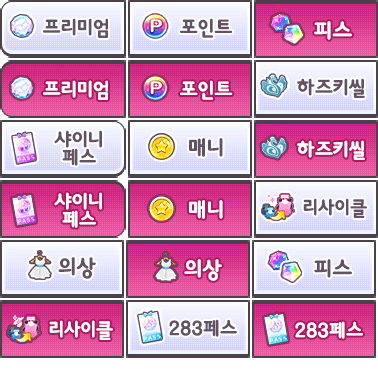 프리미엄
포인트
피스
프리미엄
포인트
하즈키씰
샤이니
페스
매니
하즈키씰
샤이니
페스
매니
리사이클
의상
의상
피스
리사이클
283페스
283페스